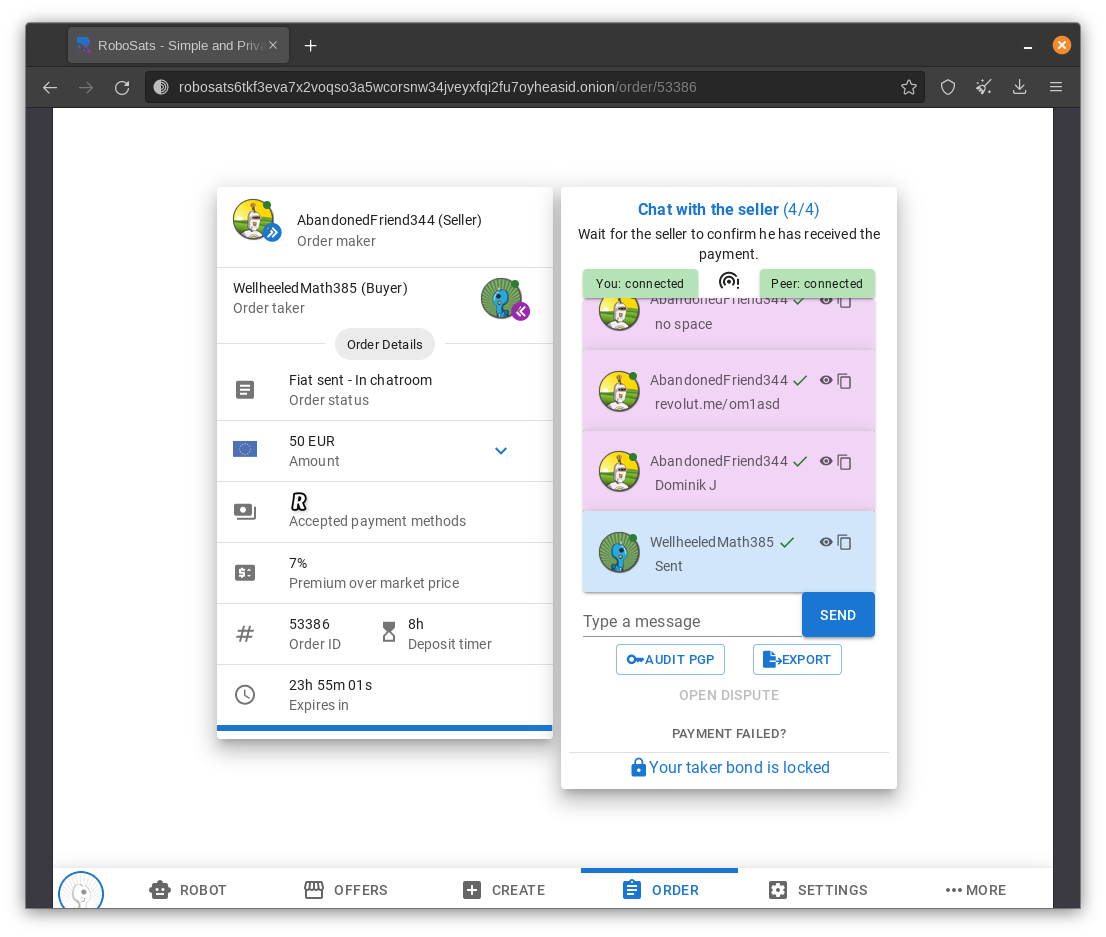 RoboSats - Simple and Priva
robosats6tkf3eva7x2voqso3a5wcorsnw34jveyxfqi2fu7oyheasid.onion/order/53386
AbandonedFriend344 (Seller)
Order maker
WellheeledMath385 (Buyer)
Order taker
Order Details
Fiat sent - In chatroom
Order status
50 EUR
Amount
R
Accepted payment methods
7%
Premium over market price
53386
Order ID
8h
Deposit timer
23h 55m 01s
Expires in
Chat with the seller (4/4)
Wait for the seller to confirm he has received the
payment.
You: connected
Peer: connected
AbandonedFriend344
no space
AbandonedFriend344
revolut.me/om1asd
AbandonedFriend344
Dominik J
WellheeledMath385
Sent
Type a message
SEND
AUDIT PGP
EXPORT
OPEN DISPUTE
PAYMENT FAILED?
Your taker bond is locked
ROBOT
OFFERS
CREATE
ORDER
SETTINGS
MORE